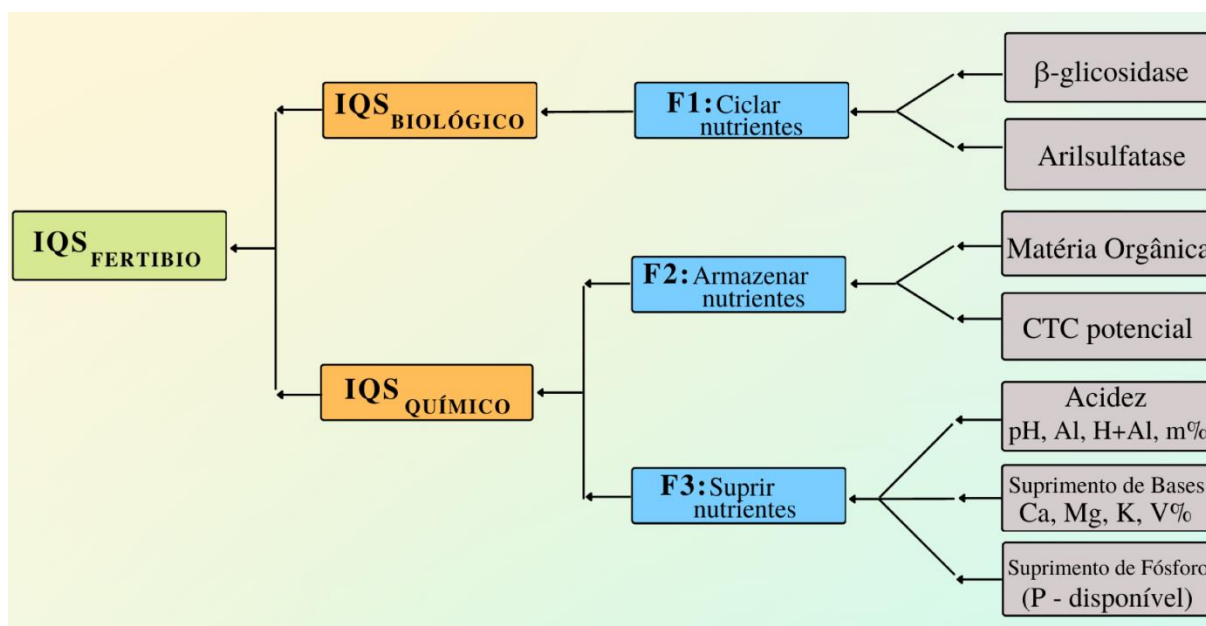 IQS FERTIBIO
IQS BIOLÓGICO
IQS QUÍMICO
F1: Ciclar
nutrientes
F2: Armazenar
nutrientes
F3: Suprir
nutrientes
β-glicosidase
Arilsulfatase
Matéria Orgânica
CTC potencial
Acidez
pH, Al, H+Al, m%
Suprimento de Bases
Ca, Mg, K, V%
Suprimento de Fósforo
(P - disponível)